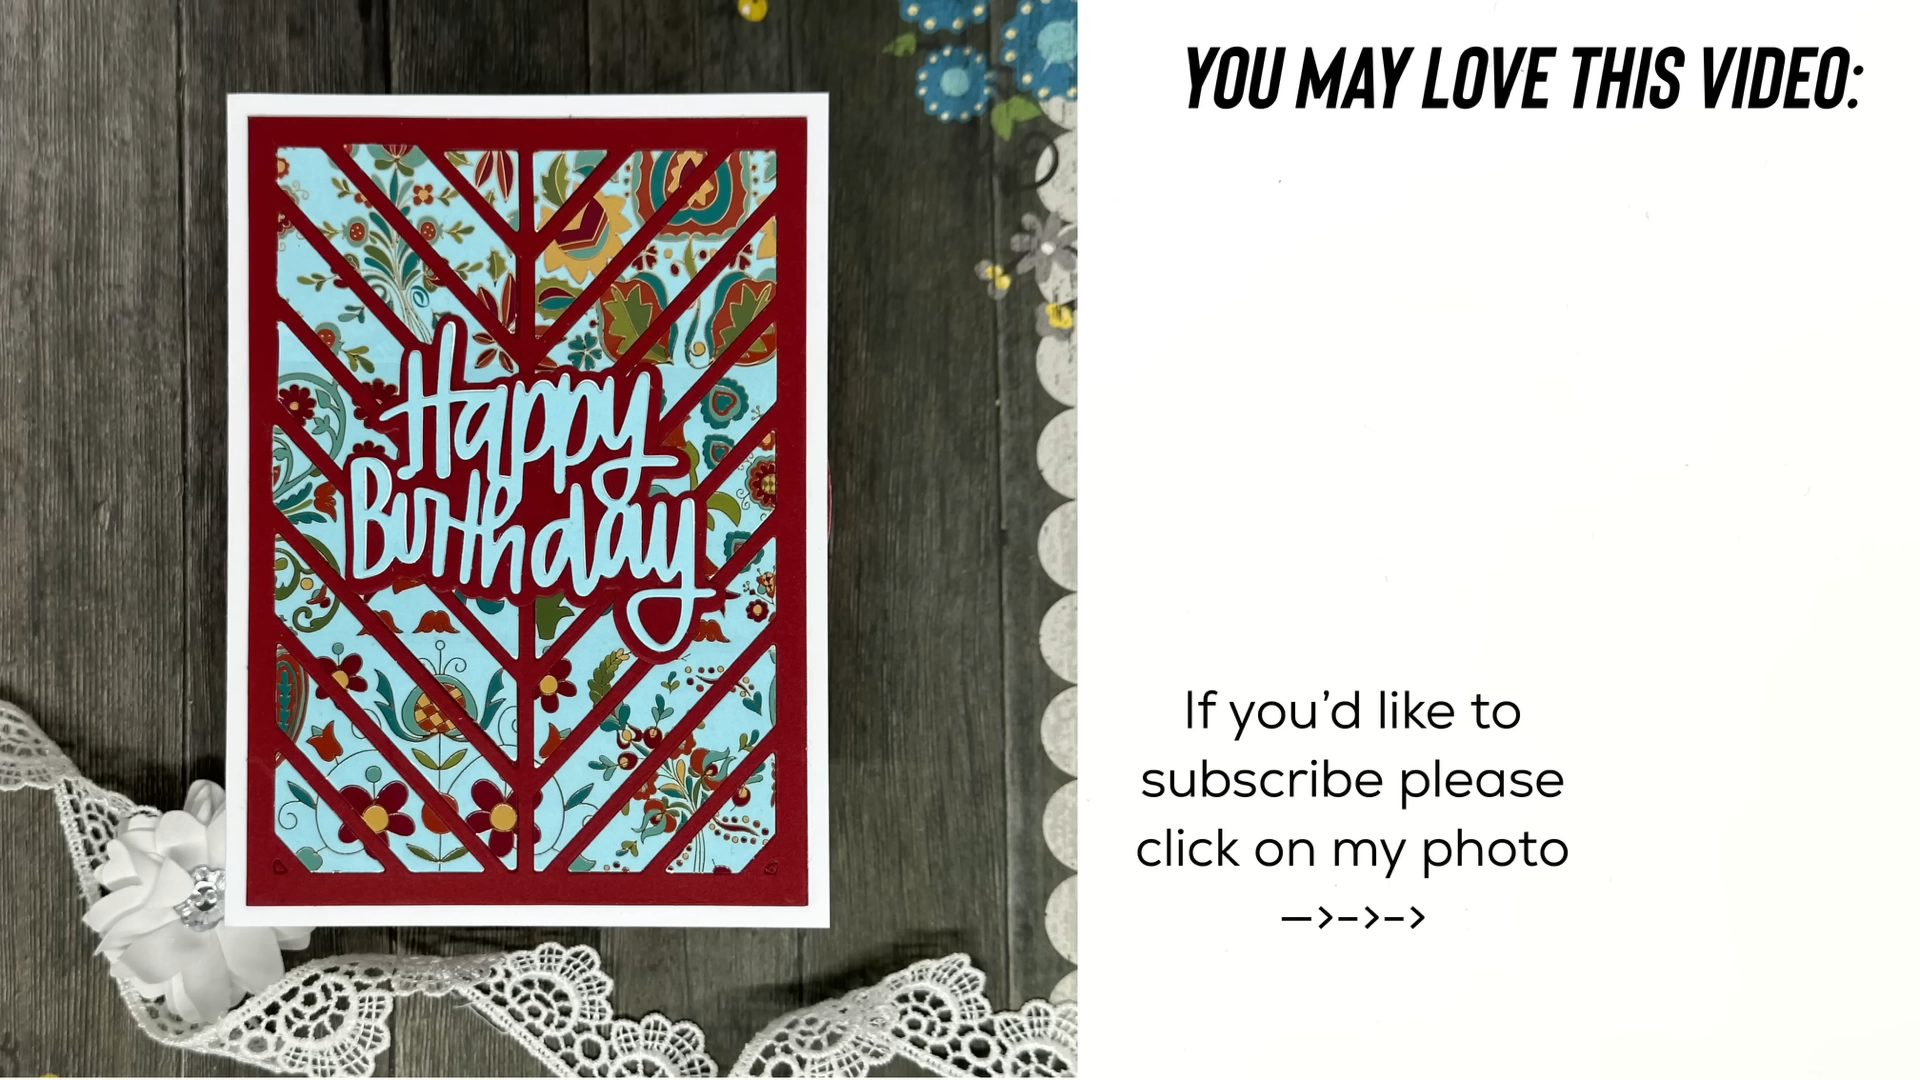 Happy
Birthday
YOU MAY LOVE THIS VIDEO:
If you’d like to
subscribe please
click on my photo
—>–>–>